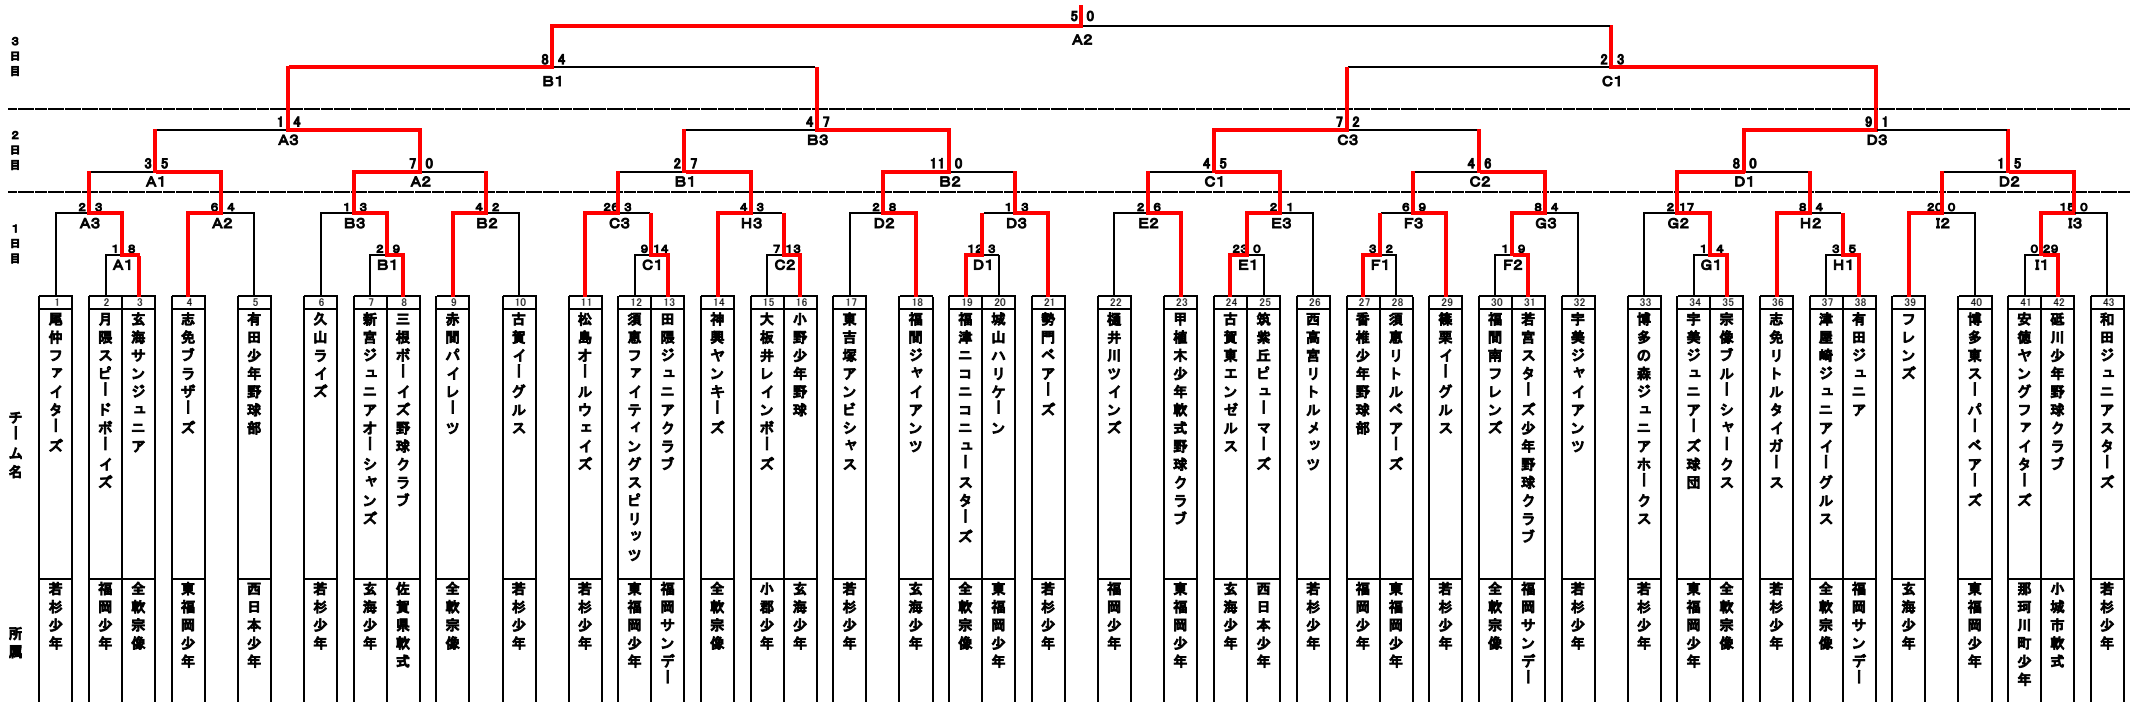 5 0
A2
3日目
8 4
B1
2 3
C1
2日目
1 4
A3
4 7
B3
7 2
C3
9 1
D3
3 5
A1
7 0
A2
2 7
B1
11 0
B2
4 5
C1
4 6
C2
8 0
D1
1 5
D2
1日目
2 3
A3
6 4
A2
1 3
B3
4 2
B2
26 3
C3
4 3
H3
2 8
D2
1 3
D3
2 6
E2
2 1
E3
6 9
F3
8 4
G3
2 17
G2
8 4
H2
20 0
I2
15 0
I3
1 8
A1
2 9
B1
9 14
C1
7 13
C2
12 3
D1
23 0
E1
3 2
F1
1 9
F2
1 4
G1
3 5
H1
0 29
I1
1 2 3 4 5 6 7 8 9 10 11 12 13 14 15 16 17 18 19 20 21 22 23 24 25 26 27 28 29 30 31 32 33 34 35 36 37 38 39 40 41 42 43
チーム名
尾仲ファイターズ
月隈スピードボーイズ
玄海サンジュニア
志免ブラザーズ
有田少年野球部
久山ライズ
新宮ジュニアオーシャンズ
三根ボーイズ野球クラブ
赤間パイレーツ
古賀イーグルス
松島オールウェイズ
須恵ファイティングスピリッツ
田隈ジュニアクラブ
神興ヤンキーズ
大板井レインボーズ
小野少年野球
東吉塚アンビシャス
福間ジャイアンツ
福津ニコニコニュースターズ
城山ハリケーン
勢門ベアーズ
樋井川ツインズ
甲植木少年軟式野球クラブ
古賀東エンゼルス
筑紫丘ピューマーズ
西高宮リトルメッツ
香椎少年野球部
須恵リトルベアーズ
篠栗イーグルス
福間南フレンズ
若宮スターズ少年野球クラブ
宇美ジャイアンツ
博多の森ジュニアホークス
宇美ジュニアーズ球団
宗像ブルーシャークス
志免リトルタイガース
津屋崎ジュニアイーグルス
有田ジュニア
フレンズ
博多東スーパーベアーズ
安徳ヤングファイターズ
砥川少年野球クラブ
和田ジュニアスターズ
所属
若杉少年
福岡少年
全軟宗像
東福岡少年
西日本少年
若杉少年
玄海少年
佐賀県軟式
全軟宗像
若杉少年
若杉少年
東福岡少年
福岡サンデー
全軟宗像
小郡少年
玄海少年
若杉少年
玄海少年
全軟宗像
東福岡少年
若杉少年
福岡少年
東福岡少年
玄海少年
西日本少年
若杉少年
福岡少年
東福岡少年
若杉少年
全軟宗像
福岡サンデー
若杉少年
若杉少年
東福岡少年
全軟宗像
若杉少年
全軟宗像
福岡サンデー
玄海少年
東福岡少年
那珂川町少年
小城市軟式
若杉少年